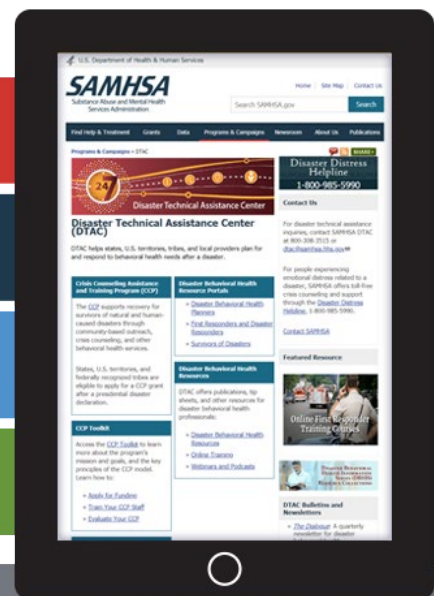 U.S. Department of Health & Human Services
SAMHSA
Substance Abuse and Mental Health
Services Administration
Home | Site Map | Contact Us
Search SAMHSA.gov
Search
Find Help & Treatment
Grants
Data
Programs & Campaigns
Newsroom
About Us
Publications
Programs & Campaigns » DTAC
SHARE+
24/7
Disaster Technical Assistance Center
Disaster Technical Assistance Center
(DTAC)
DTAC helps states, U.S. territories, tribes, and local providers plan for
and respond to behavioral health needs after a disaster.
Crisis Counseling Assistance
and Training Program (CCP)
The CCP supports recovery for
survivors of natural and human-
caused disasters through
community-based outreach,
crisis counseling, and other
behavioral health services.
States, U.S. territories, and
federally recognized tribes are
eligible to apply for a CCP grant
after a presidential disaster
declaration.
CCP Toolkit
Access the CCP Toolkit to learn
more about the program's
mission and goals, and the key
principles of the CCP model.
Learn how to:
» Apply for Funding
» Train Your CCP Staff
» Evaluate Your CCP
Disaster Behavioral Health
Resource Portals
» Disaster Behavioral Health
Planners
» First Responders and Disaster
Responders
» Survivors of Disasters
Disaster Behavioral Health
Resources
DTAC offers publications, tip
sheets, and other resources for
disaster behavioral health
professionals:
» Disaster Behavioral Health
Resources
» Online Training
» Webinars and Podcasts
Disaster Distress
Helpline
1-800-985-5990
Contact Us
For disaster technical assistance
inquiries, contact SAMHSA DTAC
at 800-308-3515 or
dtac@samhsa.hhs.gov
For people experiencing
emotional distress related to a
disaster, SAMHSA offers toll-free
crisis counseling and support
through the Disaster Distress
Helpline, 1-800-985-5990.
Contact SAMHSA
Featured Resource
Online First Responder
Training Courses
Disaster Behavioral
Health Information
Series (DBHIS)
Resource Collections
DTAC Bulletins and
Newsletters
» The Dialogue: A quarterly
newsletter for disaster